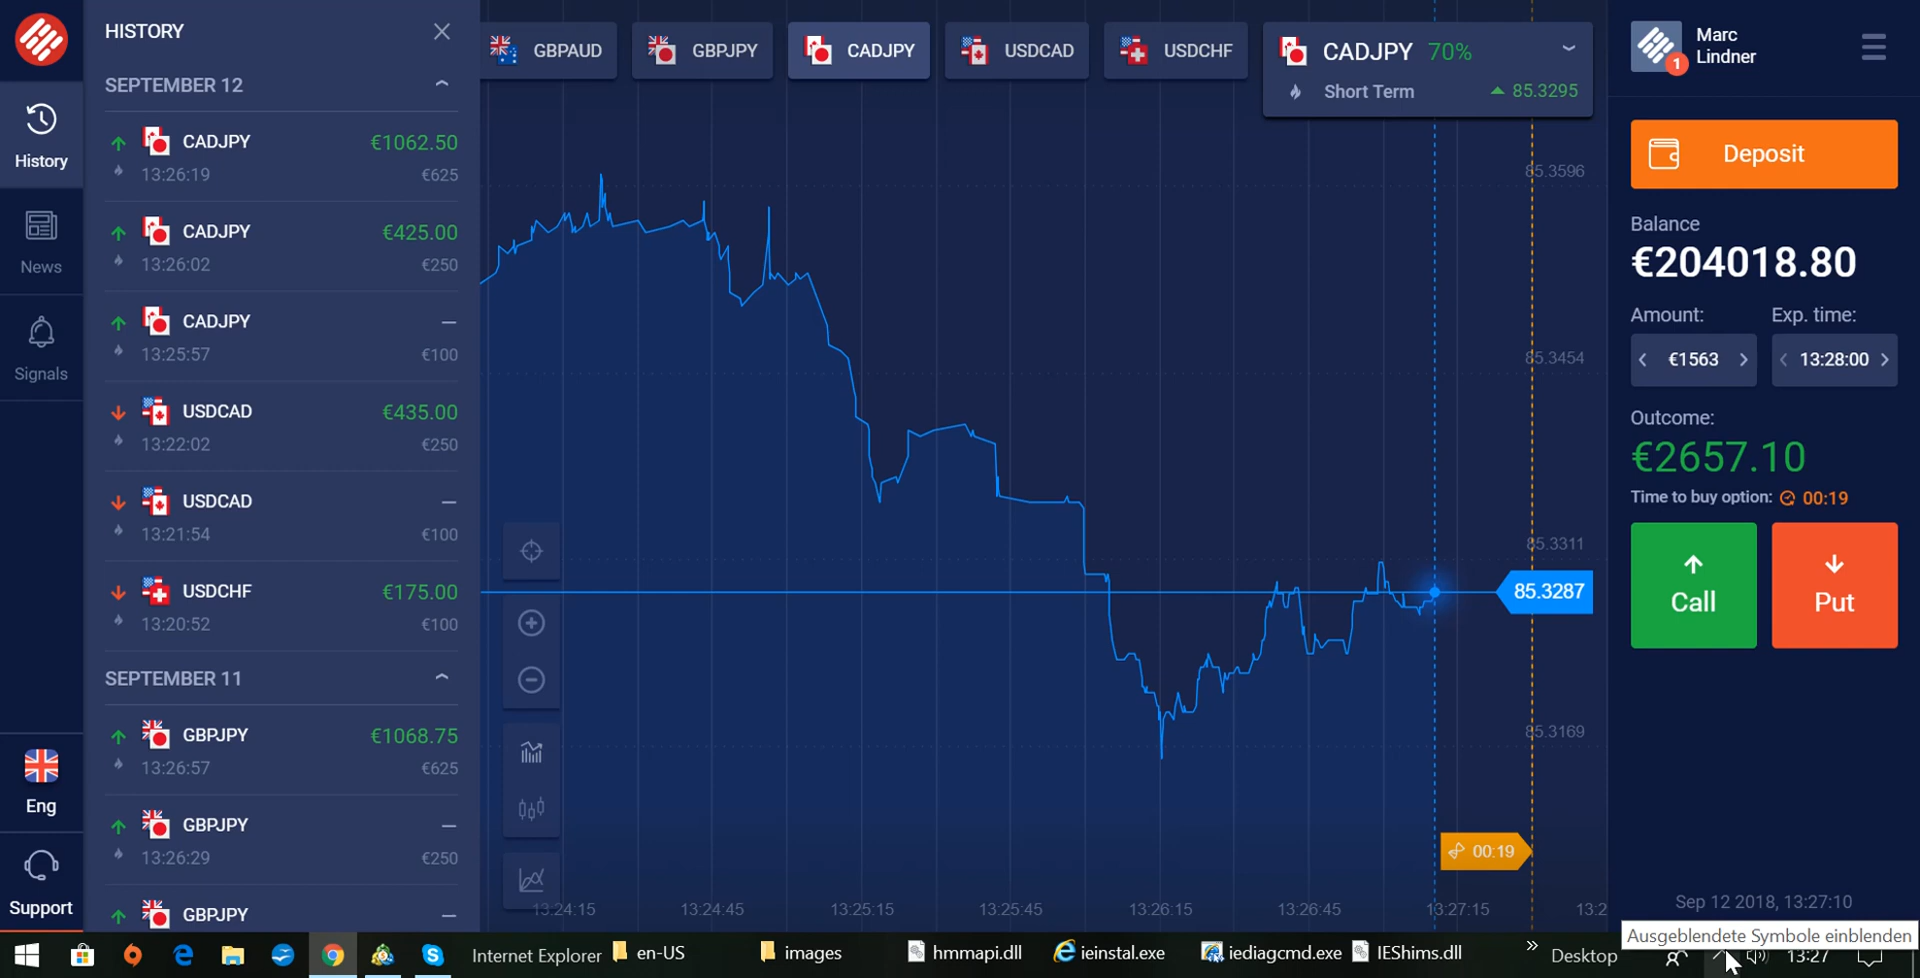 HISTORY
SEPTEMBER 12
CADJPY €1062.50
13:26:19 €625
CADJPY €425.00
13:26:02 €250
CADJPY —
13:25:57 €100
USDCAD €435.00
13:22:02 €250
USDCAD —
13:21:54 €100
USDCHF €175.00
13:20:52 €100
SEPTEMBER 11
GBPJPY €1068.75
13:26:57 €625
GBPJPY —
13:26:29 €250
GBPJPY —
History
News
Signals
Eng
Support
GBPAUD
GBPJPY
CADJPY
USDCAD
USDCHF
CADJPY 70%
Short Term 85.3295
85.3596
85.3454
85.3311
85.3287
85.3169
00:19
13:24:15 13:24:45 13:25:15 13:25:45 13:26:15 13:26:45 13:27:15 13:2
1
Marc
Lindner
Deposit
Balance
€204018.80
Amount: Exp. time:
€1563 13:28:00
Outcome:
€2657.10
Time to buy option: 00:19
Call Put
Sep 12 2018, 13:27:10
Ausgeblendete Symbole einblenden
Internet Explorer en-US images hmmapi.dll ieinstal.exe iediagcmd.exe IEShims.dll » Desktop 13:27